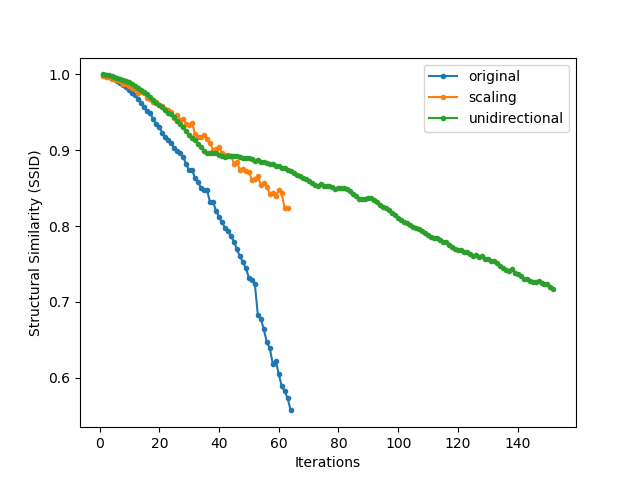 original
scaling
unidirectional
1.0
0.9
0.8
0.7
0.6
Structural Similarity (SSID)
0 20 40 60 80 100 120 140
Iterations